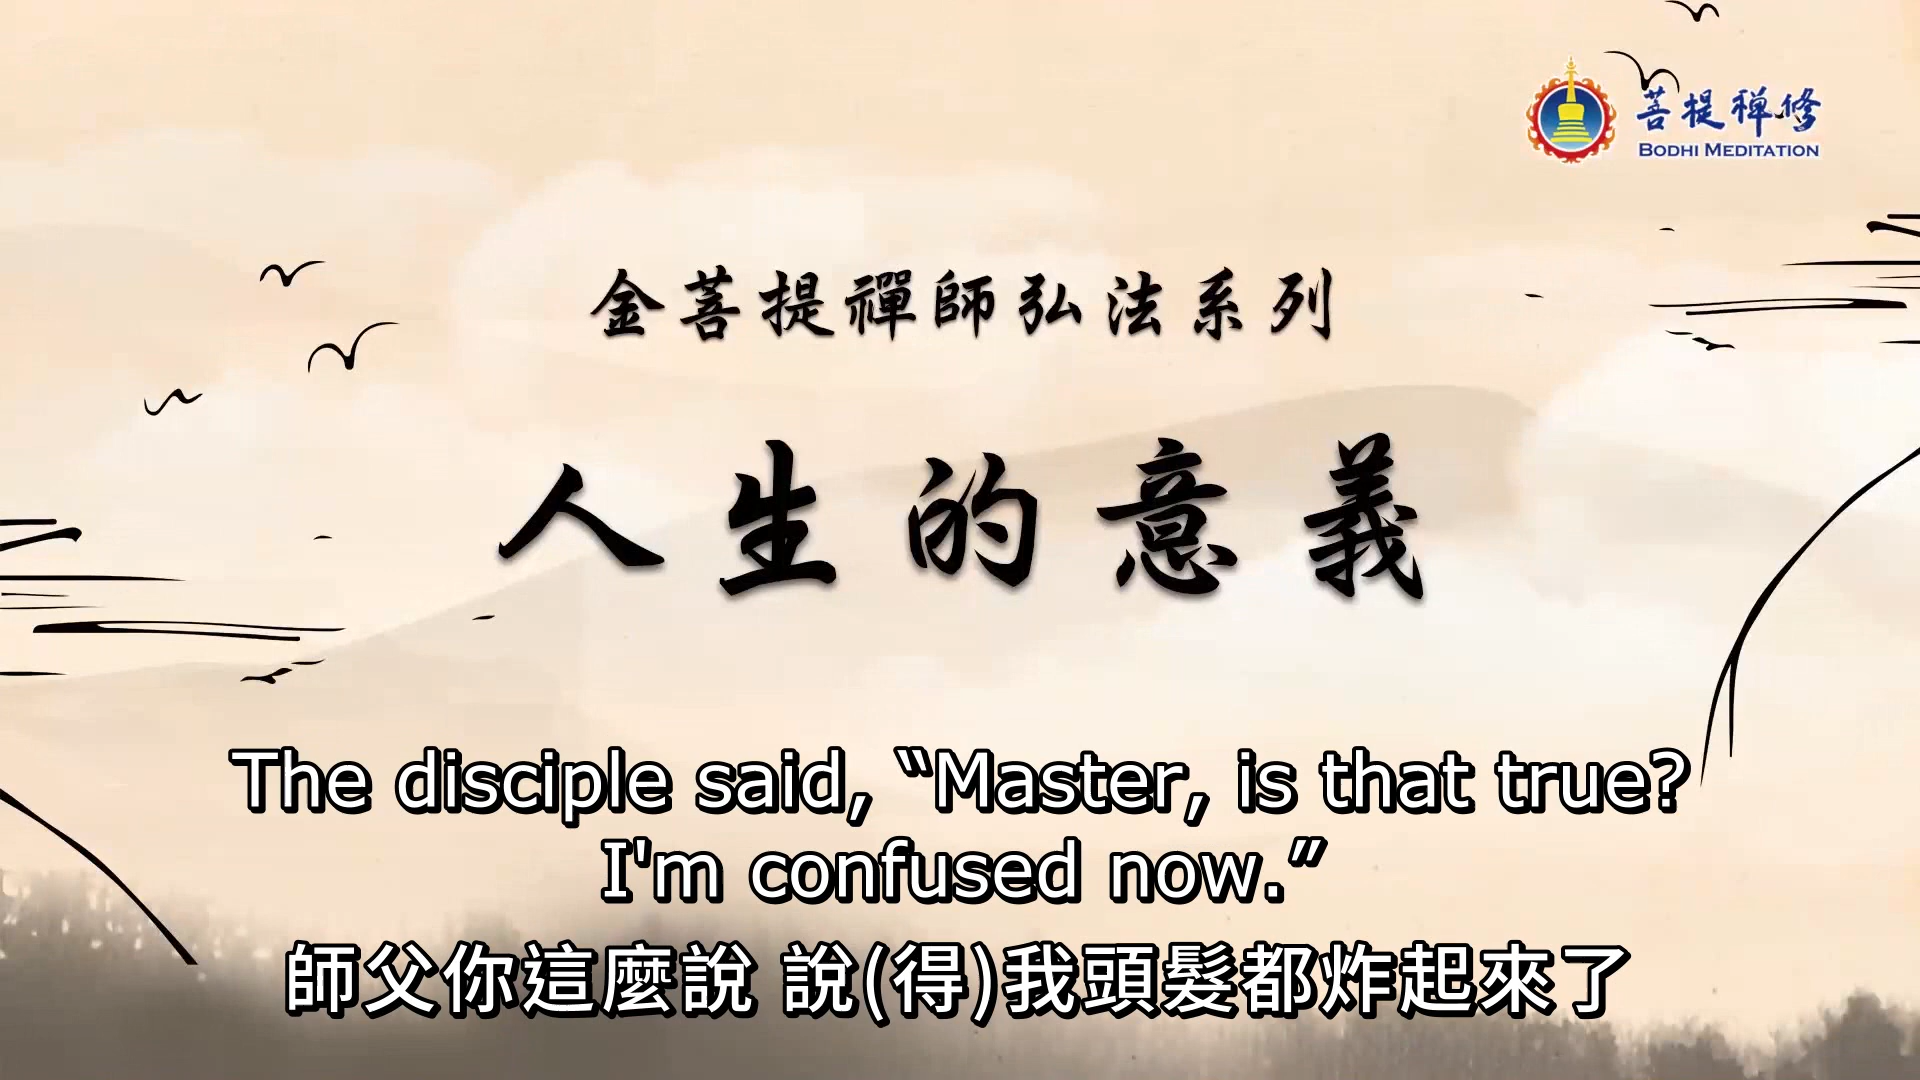 菩提禪修
BODHI MEDITATION
金菩提禪師弘法系列
人生的意義
The disciple said, “Master, is that true?
I'm confused now.”
師父你這麼說 說(得)我頭髮都炸起來了